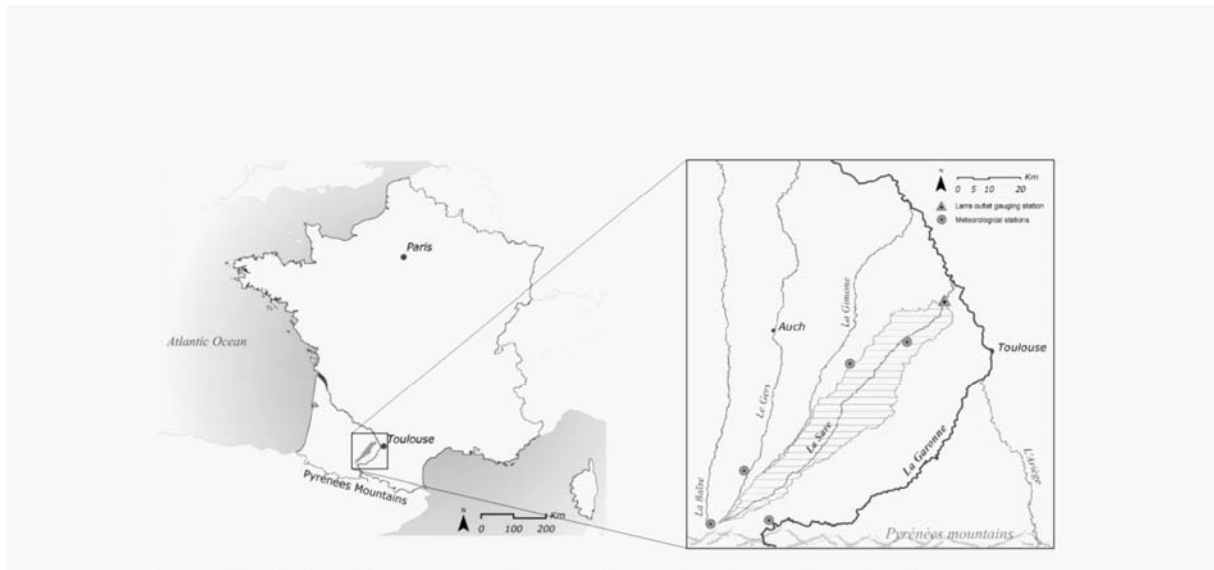 Paris
Atlantic Ocean
Toulouse
Pyrénées Mountains
N
Km
0 100 200
N
Km
0 5 10 20
Larra outlet gauging station
Meteorological stations
La Gimone
Auch
Toulouse
Le Gers
La Save
La Garonne
L'Ariège
La Baïse
Pyrénées mountains